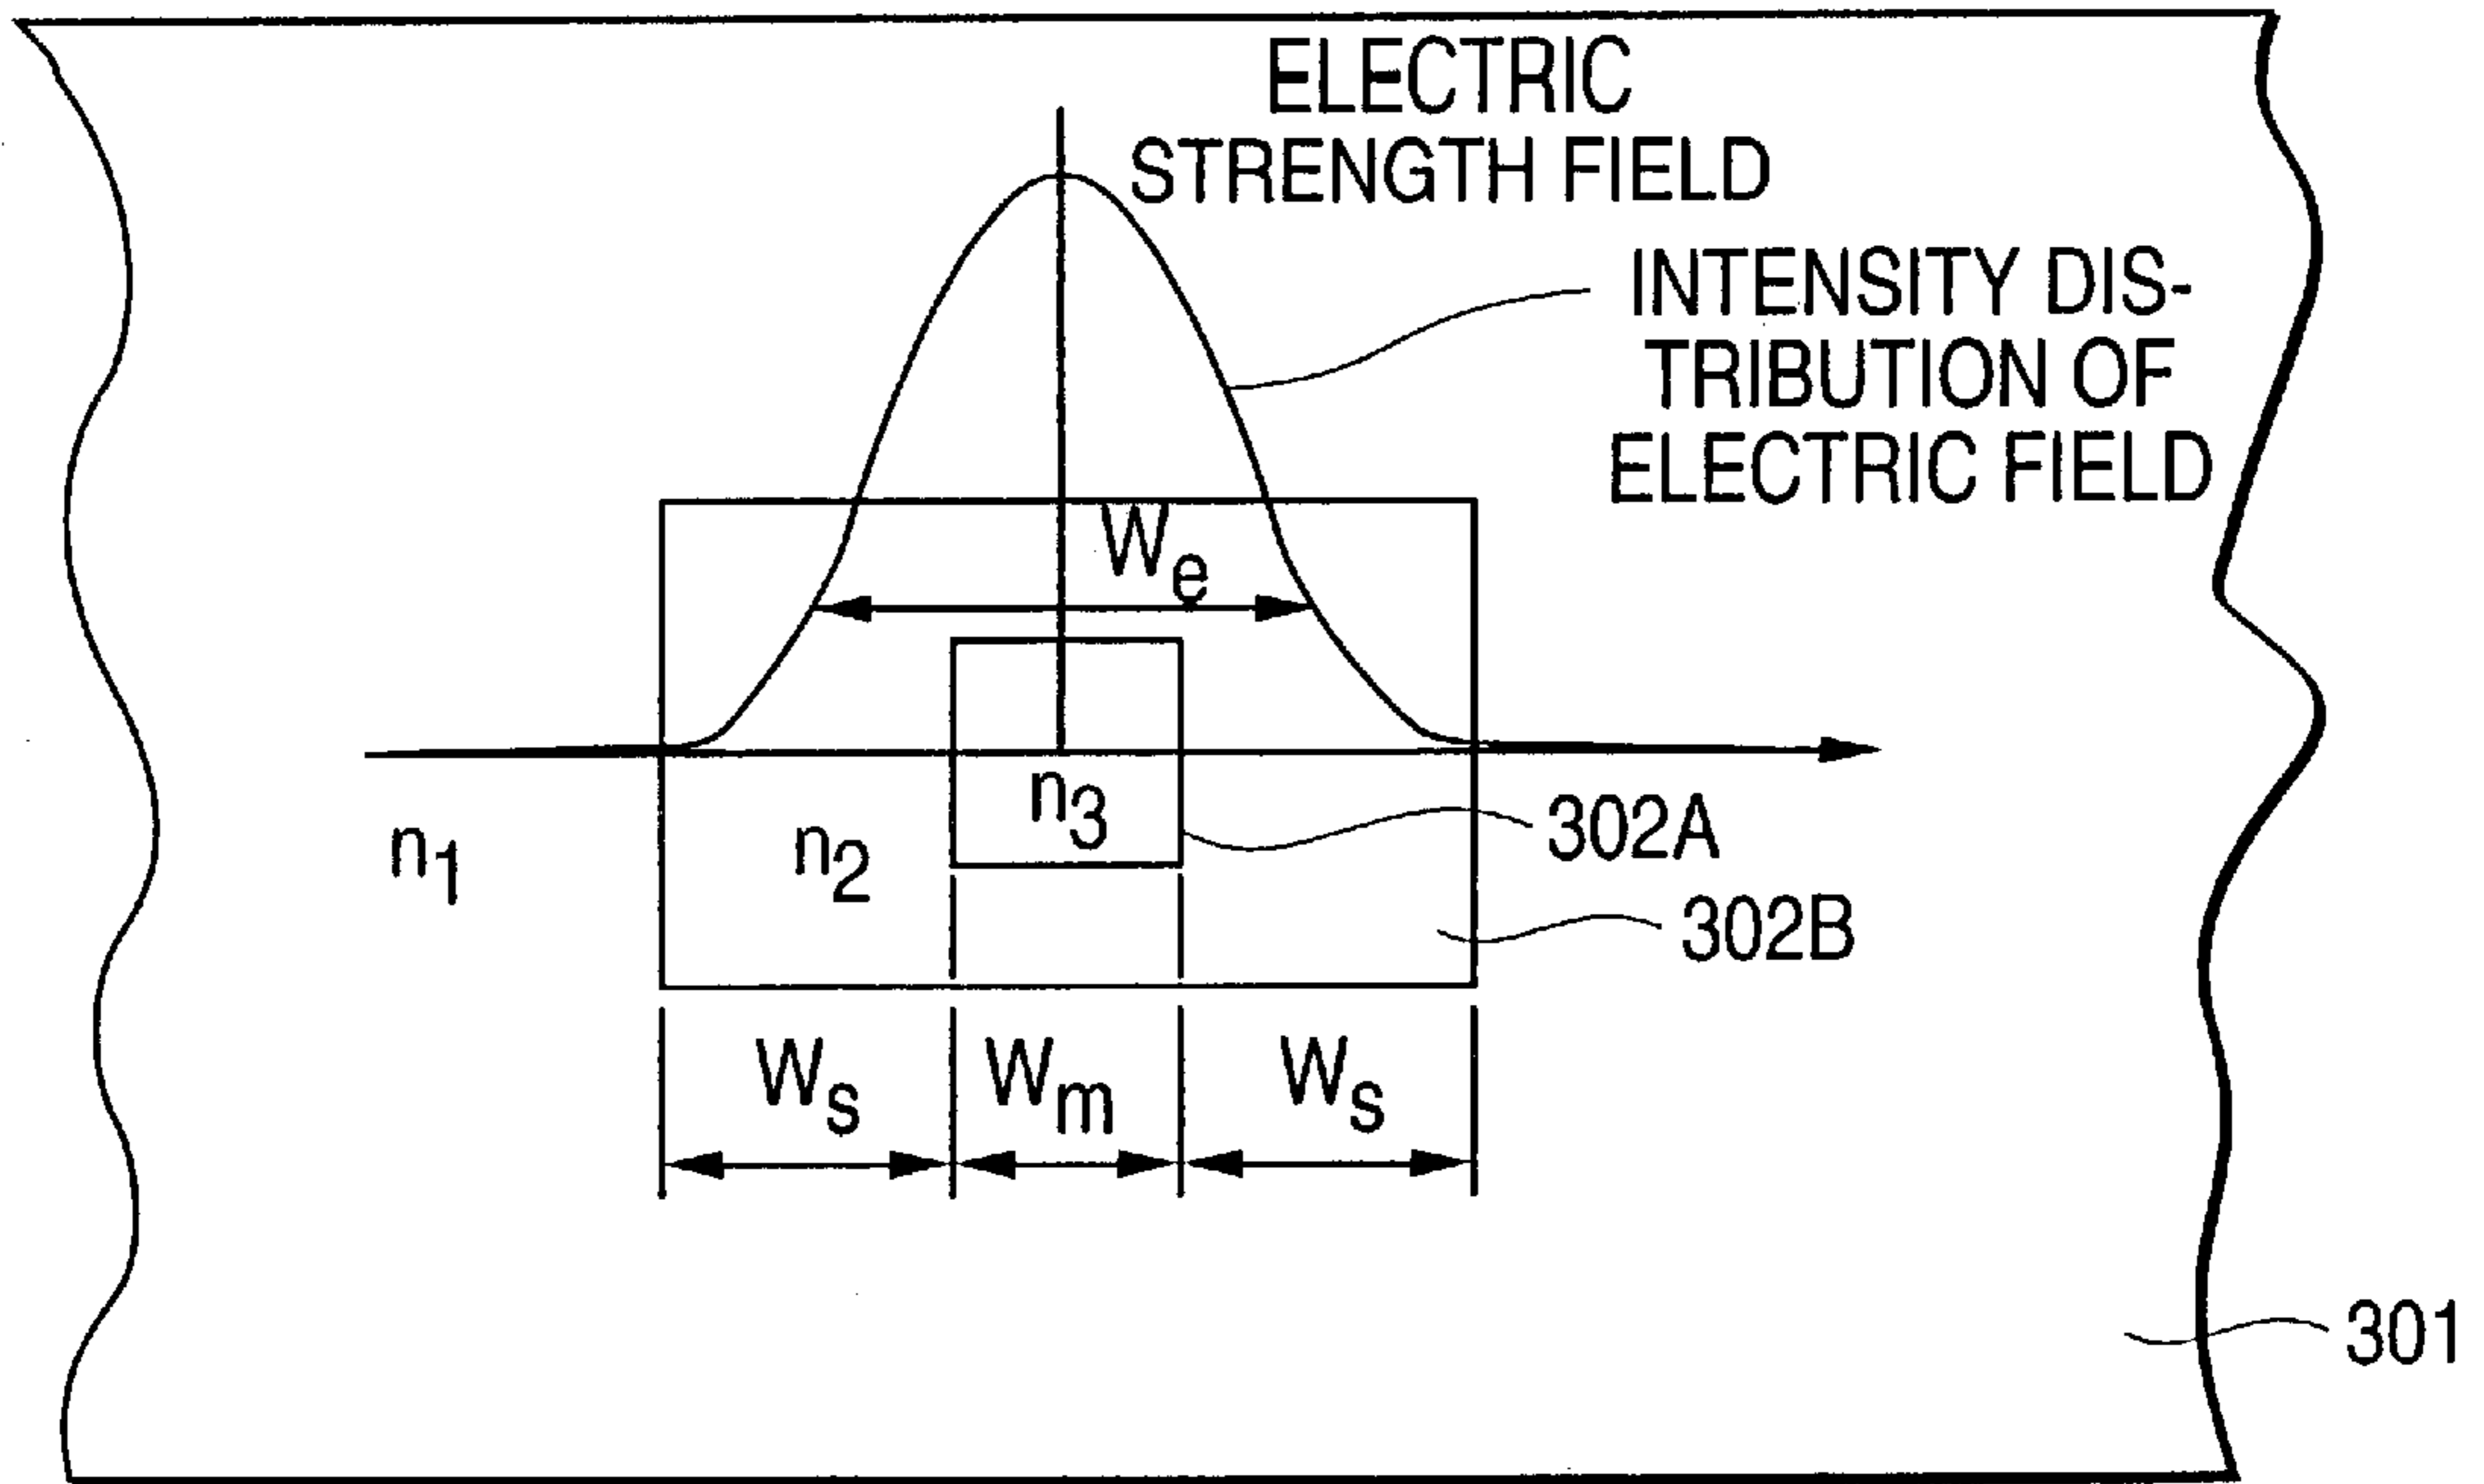 ELECTRIC
STRENGTH FIELD
INTENSITY DIS-
TRIBUTION OF
ELECTRIC FIELD
We
n3
n1
n2
302A
302B
Ws
Wm
Ws
301